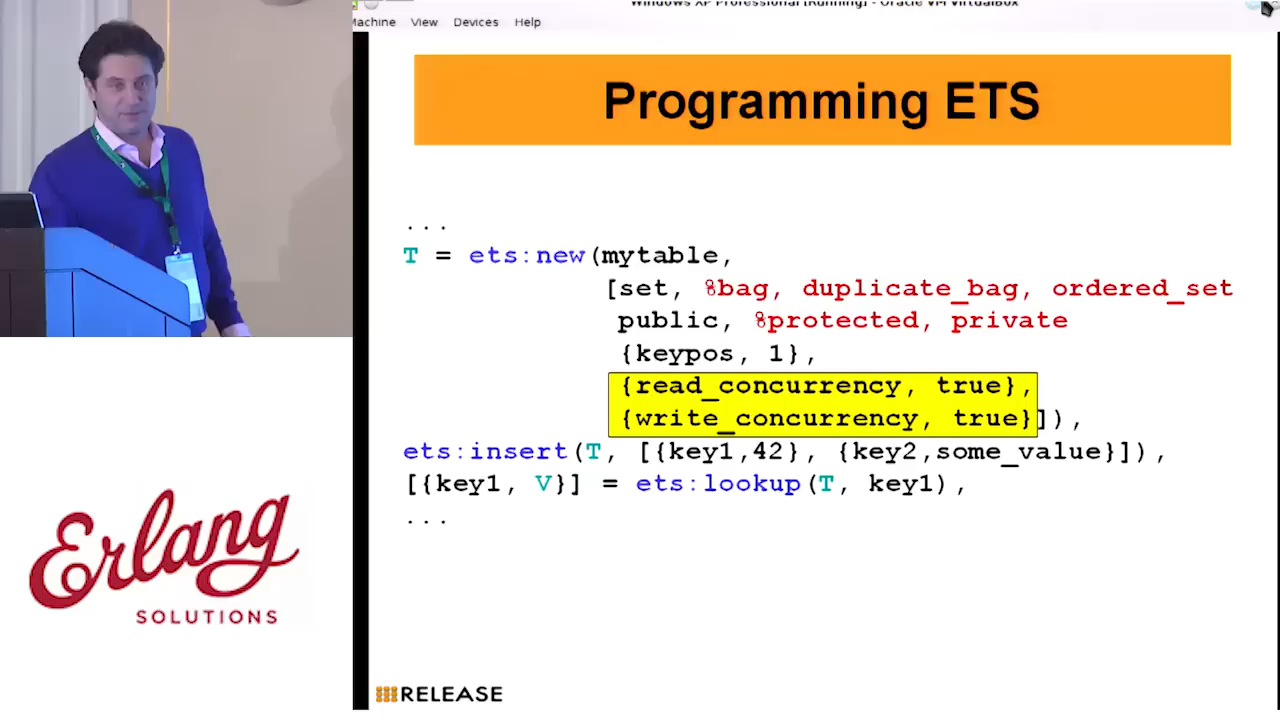 Windows XP Professional [Running] - Oracle VM VirtualBox
Machine View Devices Help
Programming ETS
...
T = ets:new(mytable,
[set, %bag, duplicate_bag, ordered_set
public, %protected, private
{keypos, 1},
{read_concurrency, true},
{write_concurrency, true}]),
ets:insert(T, [{key1,42}, {key2,some_value}]),
[{key1, V}] = ets:lookup(T, key1),
...
Erlang
SOLUTIONS
RELEASE